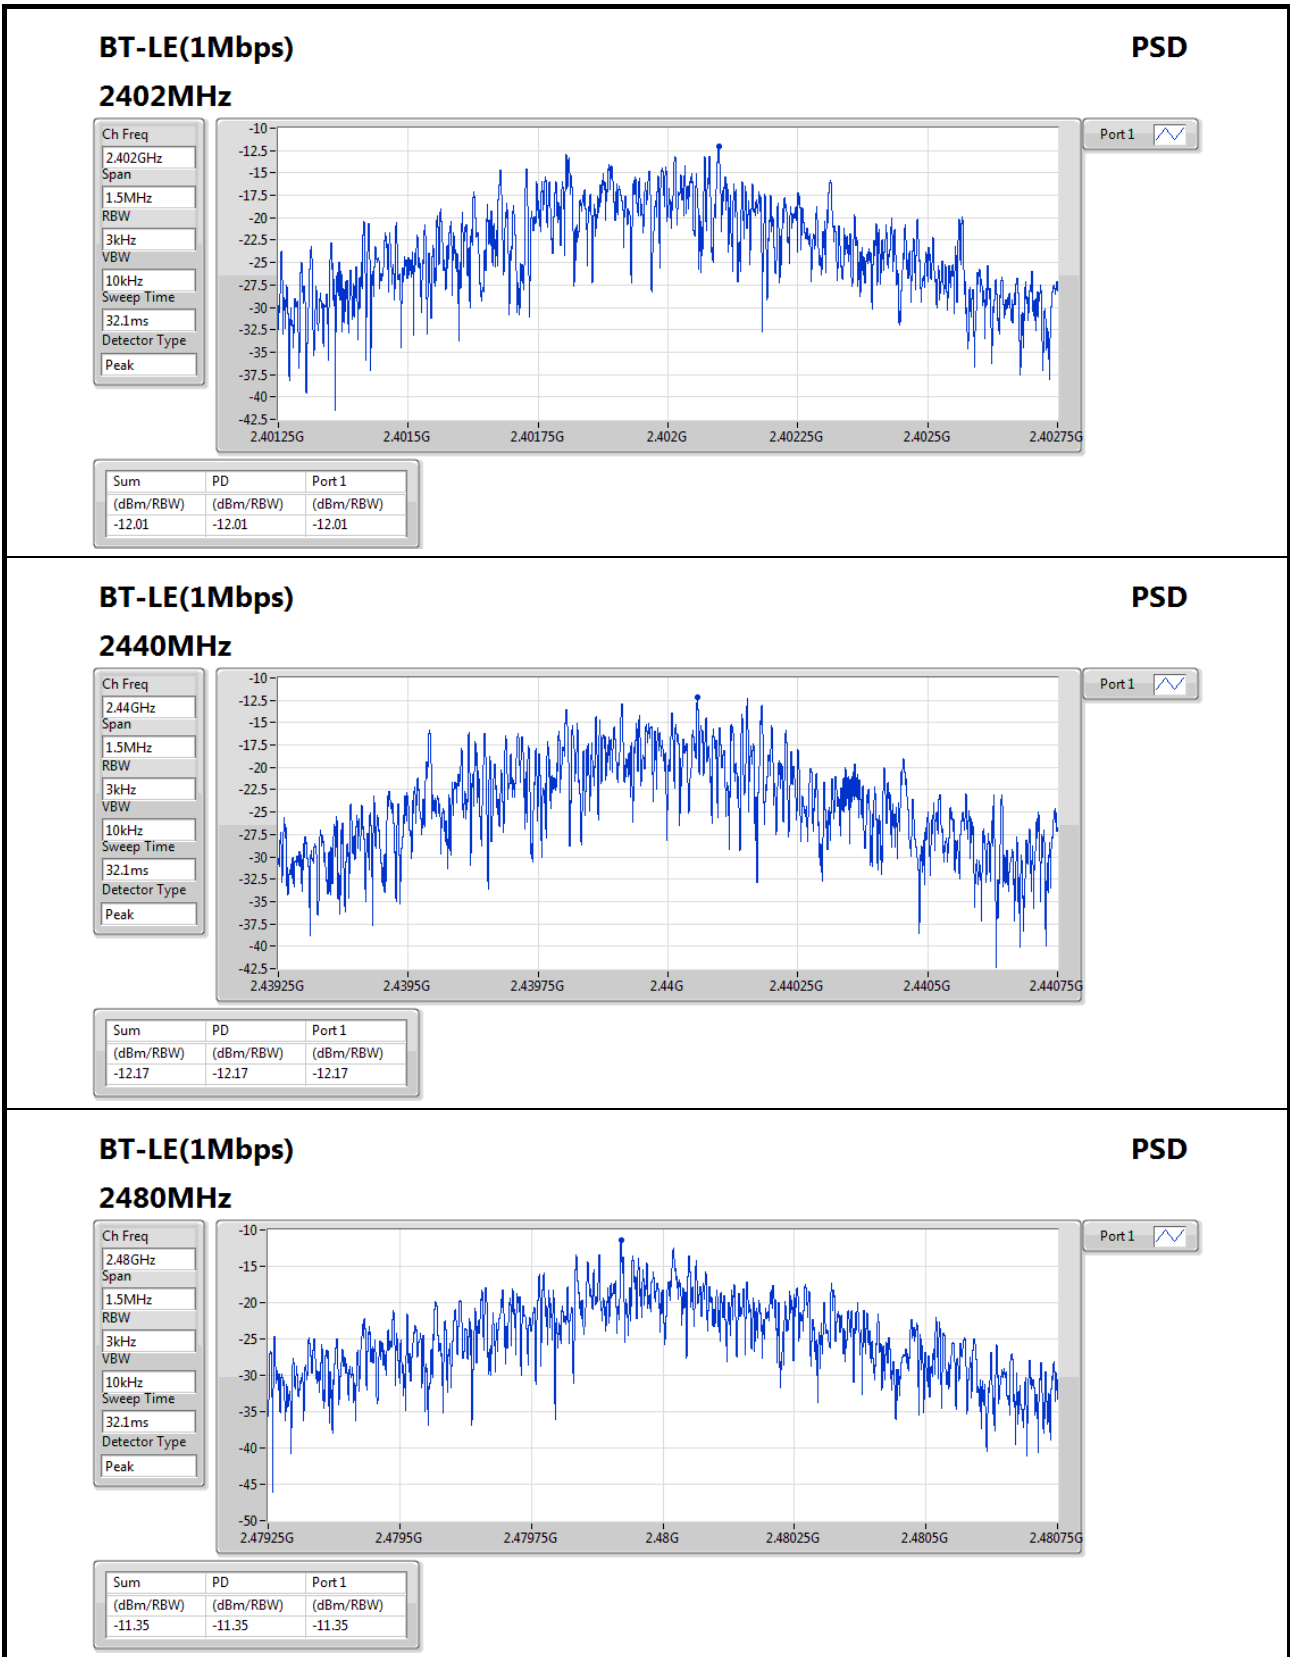 BT-LE(1Mbps) PSD
2402MHz
Ch Freq
2.402GHz
Span
1.5MHz
RBW
3kHz
VBW
10kHz
Sweep Time
32.1ms
Detector Type
Peak
-10
-12.5
-15
-17.5
-20
-22.5
-25
-27.5
-30
-32.5
-35
-37.5
-40
-42.5
2.40125G 2.4015G 2.40175G 2.402G 2.40225G 2.4025G 2.40275G
Port 1
Sum PD Port 1
(dBm/RBW) (dBm/RBW) (dBm/RBW)
-12.01 -12.01 -12.01
BT-LE(1Mbps) PSD
2440MHz
Ch Freq
2.44GHz
Span
1.5MHz
RBW
3kHz
VBW
10kHz
Sweep Time
32.1ms
Detector Type
Peak
-10
-12.5
-15
-17.5
-20
-22.5
-25
-27.5
-30
-32.5
-35
-37.5
-40
-42.5
2.43925G 2.4395G 2.43975G 2.44G 2.44025G 2.4405G 2.44075G
Port 1
Sum PD Port 1
(dBm/RBW) (dBm/RBW) (dBm/RBW)
-12.17 -12.17 -12.17
BT-LE(1Mbps) PSD
2480MHz
Ch Freq
2.48GHz
Span
1.5MHz
RBW
3kHz
VBW
10kHz
Sweep Time
32.1ms
Detector Type
Peak
-10
-15
-20
-25
-30
-35
-40
-45
-50
2.47925G 2.4795G 2.47975G 2.48G 2.48025G 2.4805G 2.48075G
Port 1
Sum PD Port 1
(dBm/RBW) (dBm/RBW) (dBm/RBW)
-11.35 -11.35 -11.35